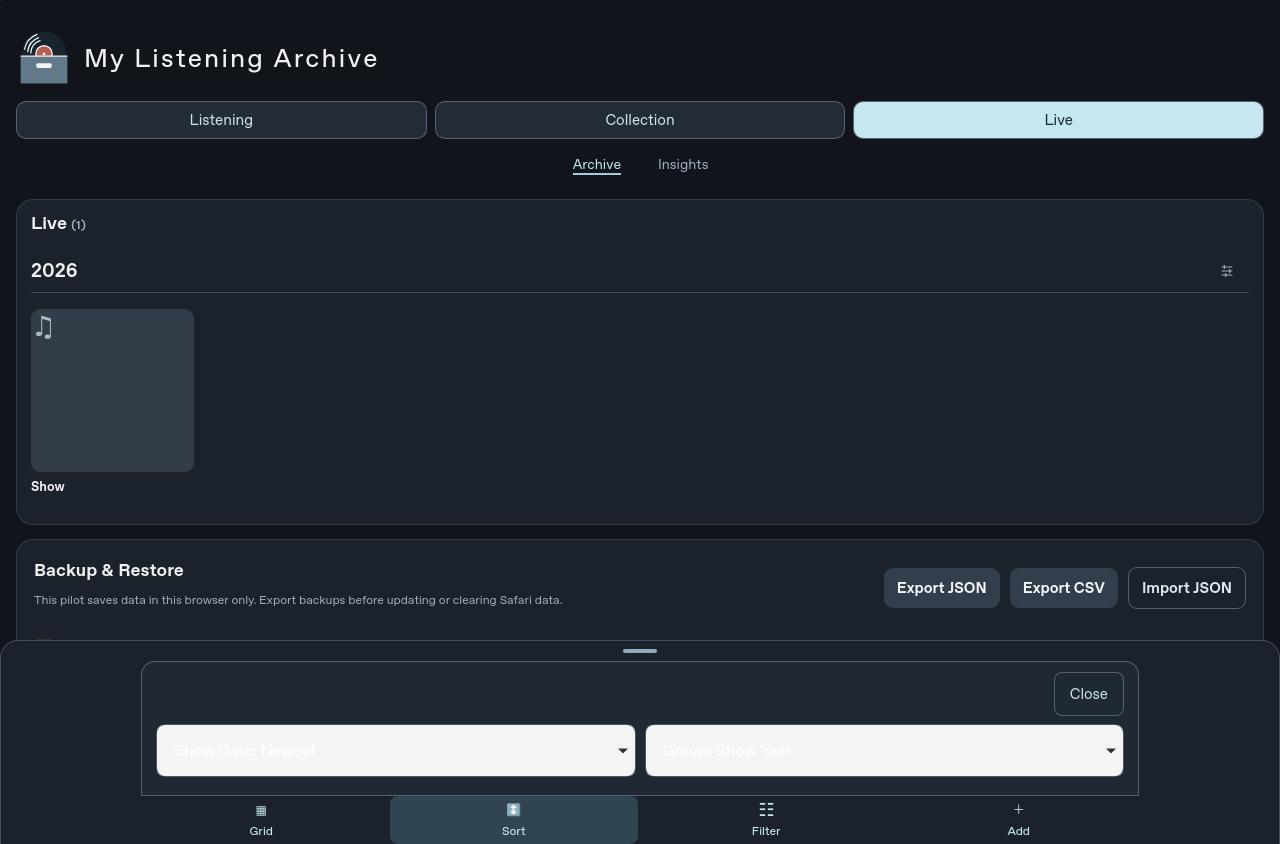 My Listening Archive
Listening
Collection
Live
Archive
Insights
Live (1)
2026
Show
Backup & Restore
This pilot saves data in this browser only. Export backups before updating or clearing Safari data.
Export JSON
Export CSV
Import JSON
Close
Show Date: Newest
Group: Show Year
Grid
Sort
Filter
Add